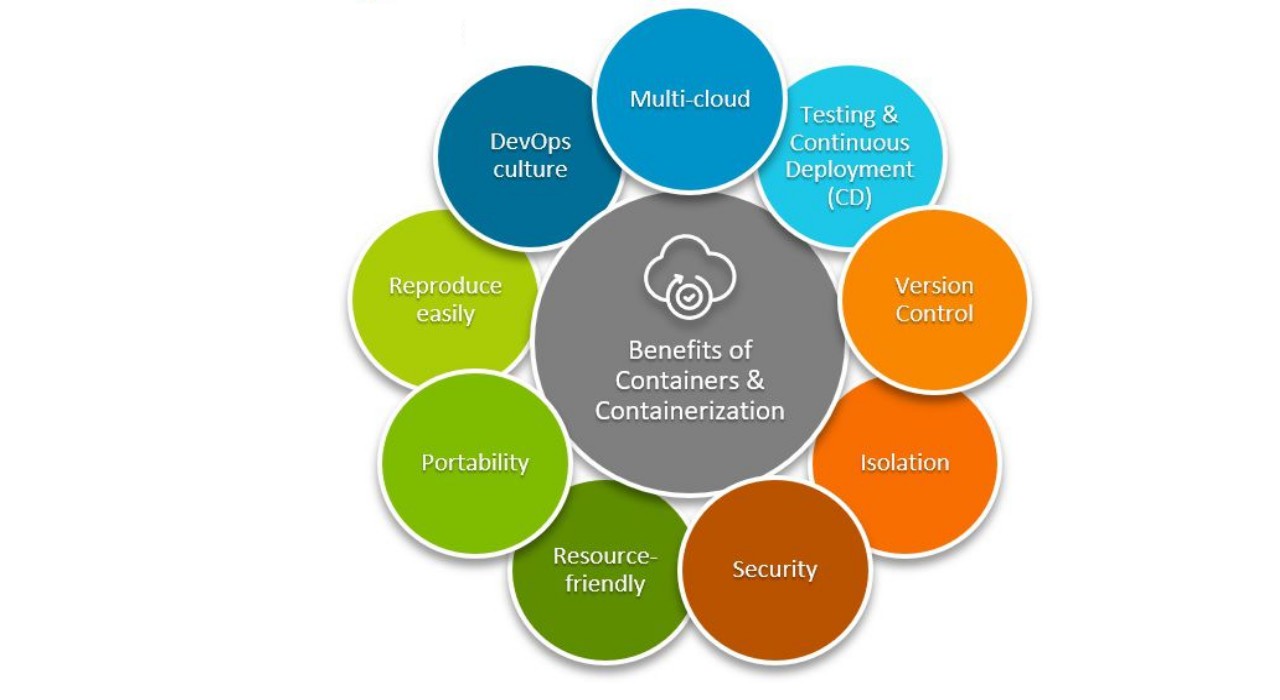 Multi-cloud
Testing &
Continuous
Deployment
(CD)
Version
Control
Isolation
Security
Resource-
friendly
Portability
Reproduce
easily
DevOps
culture
Benefits of
Containers &
Containerization